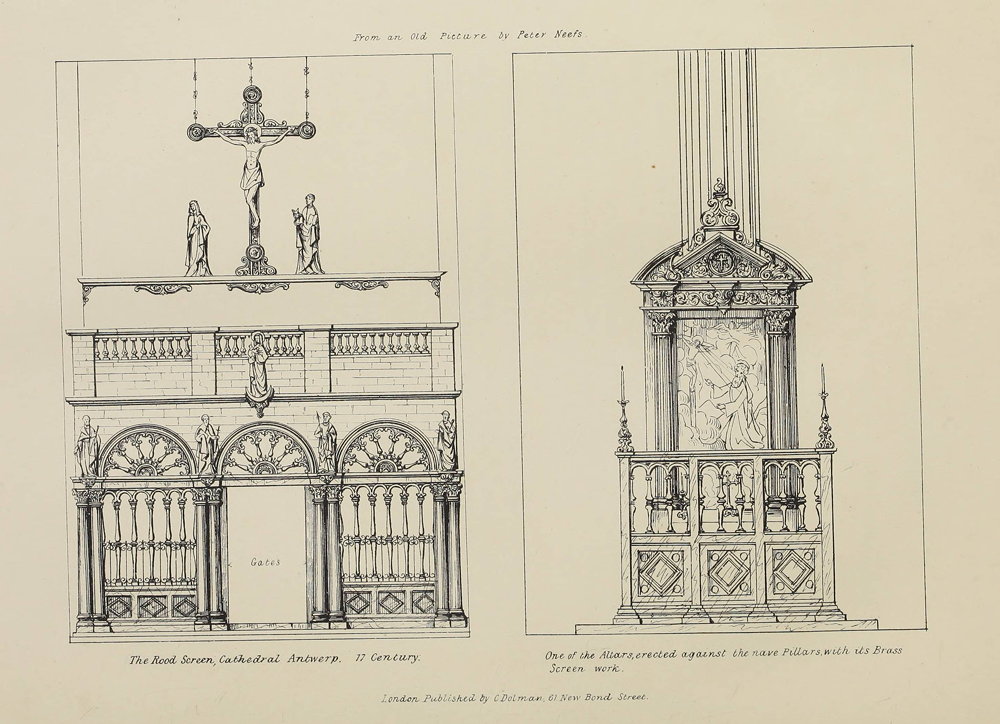 From an Old Picture by Peter Neefs.
Gates
The Rood Screen, Cathedral Antwerp. 17 Century.
One of the Altars, erected against the nave Pillars, with its Brass
Screen work.
London Published by C Dolman, 61 New Bond Street.